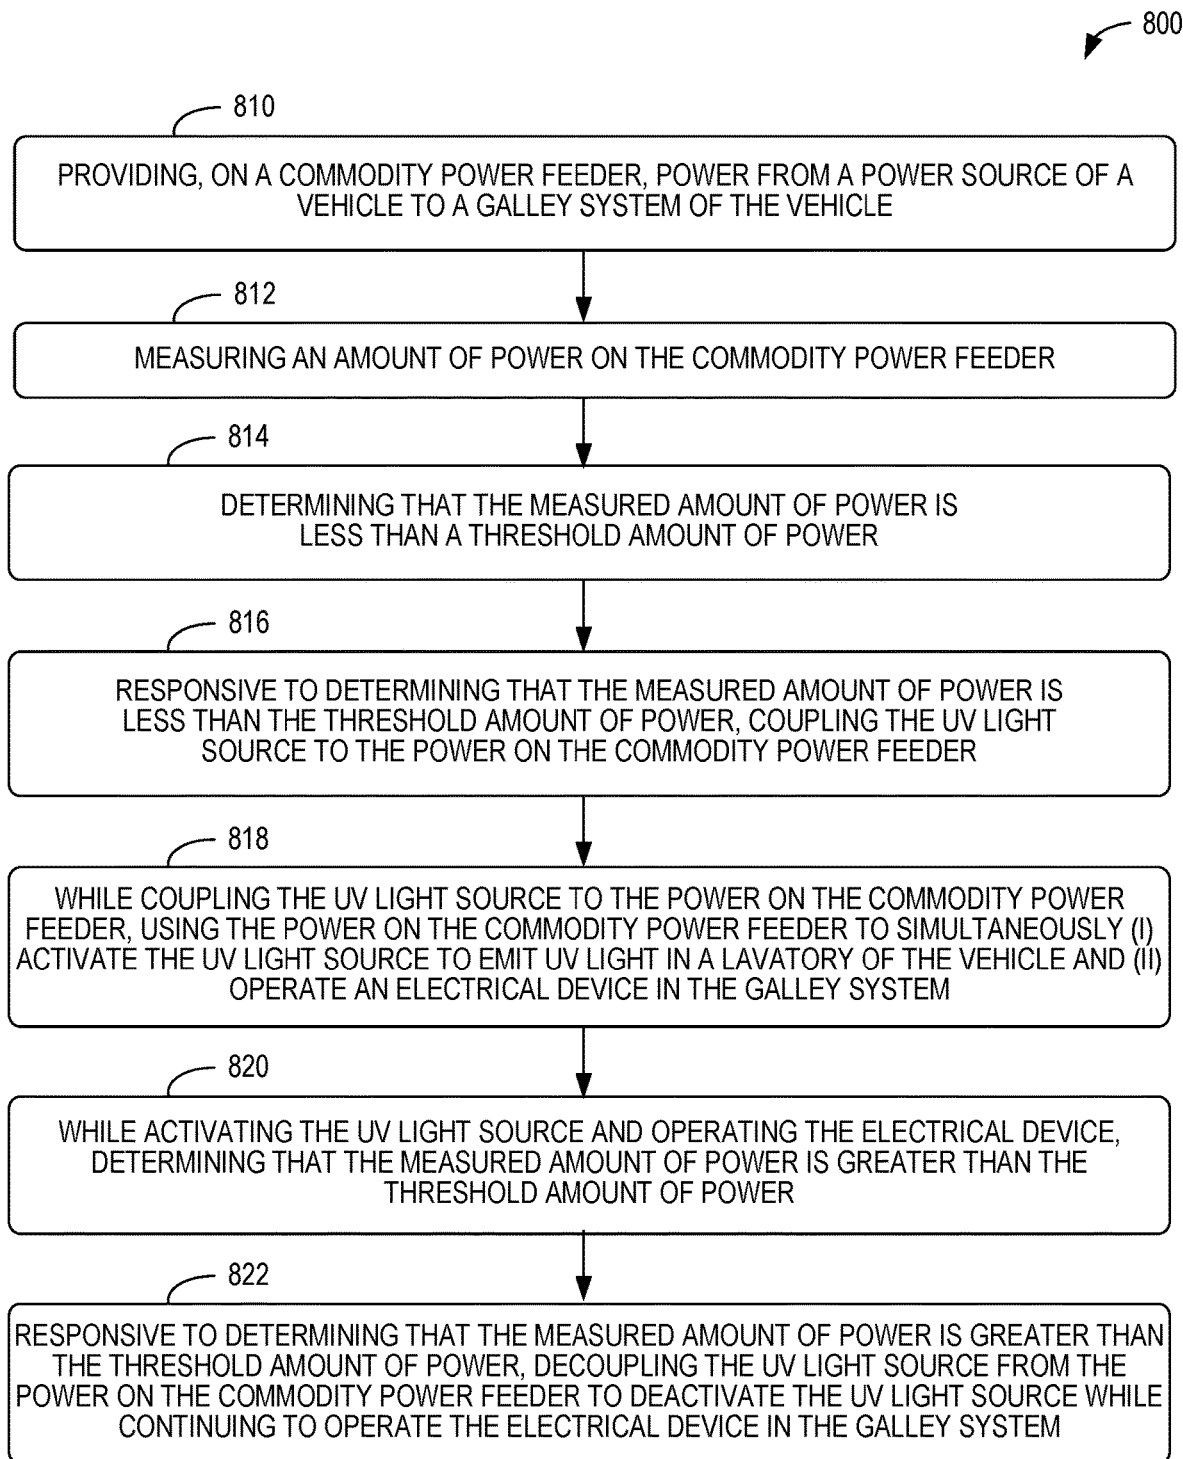 800
810
PROVIDING, ON A COMMODITY POWER FEEDER, POWER FROM A POWER SOURCE OF A
VEHICLE TO A GALLEY SYSTEM OF THE VEHICLE
812
MEASURING AN AMOUNT OF POWER ON THE COMMODITY POWER FEEDER
814
DETERMINING THAT THE MEASURED AMOUNT OF POWER IS
LESS THAN A THRESHOLD AMOUNT OF POWER
816
RESPONSIVE TO DETERMINING THAT THE MEASURED AMOUNT OF POWER IS
LESS THAN THE THRESHOLD AMOUNT OF POWER, COUPLING THE UV LIGHT
SOURCE TO THE POWER ON THE COMMODITY POWER FEEDER
818
WHILE COUPLING THE UV LIGHT SOURCE TO THE POWER ON THE COMMODITY POWER
FEEDER, USING THE POWER ON THE COMMODITY POWER FEEDER TO SIMULTANEOUSLY (I)
ACTIVATE THE UV LIGHT SOURCE TO EMIT UV LIGHT IN A LAVATORY OF THE VEHICLE AND (II)
OPERATE AN ELECTRICAL DEVICE IN THE GALLEY SYSTEM
820
WHILE ACTIVATING THE UV LIGHT SOURCE AND OPERATING THE ELECTRICAL DEVICE,
DETERMINING THAT THE MEASURED AMOUNT OF POWER IS GREATER THAN THE
THRESHOLD AMOUNT OF POWER
822
RESPONSIVE TO DETERMINING THAT THE MEASURED AMOUNT OF POWER IS GREATER THAN
THE THRESHOLD AMOUNT OF POWER, DECOUPLING THE UV LIGHT SOURCE FROM THE
POWER ON THE COMMODITY POWER FEEDER TO DEACTIVATE THE UV LIGHT SOURCE WHILE
CONTINUING TO OPERATE THE ELECTRICAL DEVICE IN THE GALLEY SYSTEM